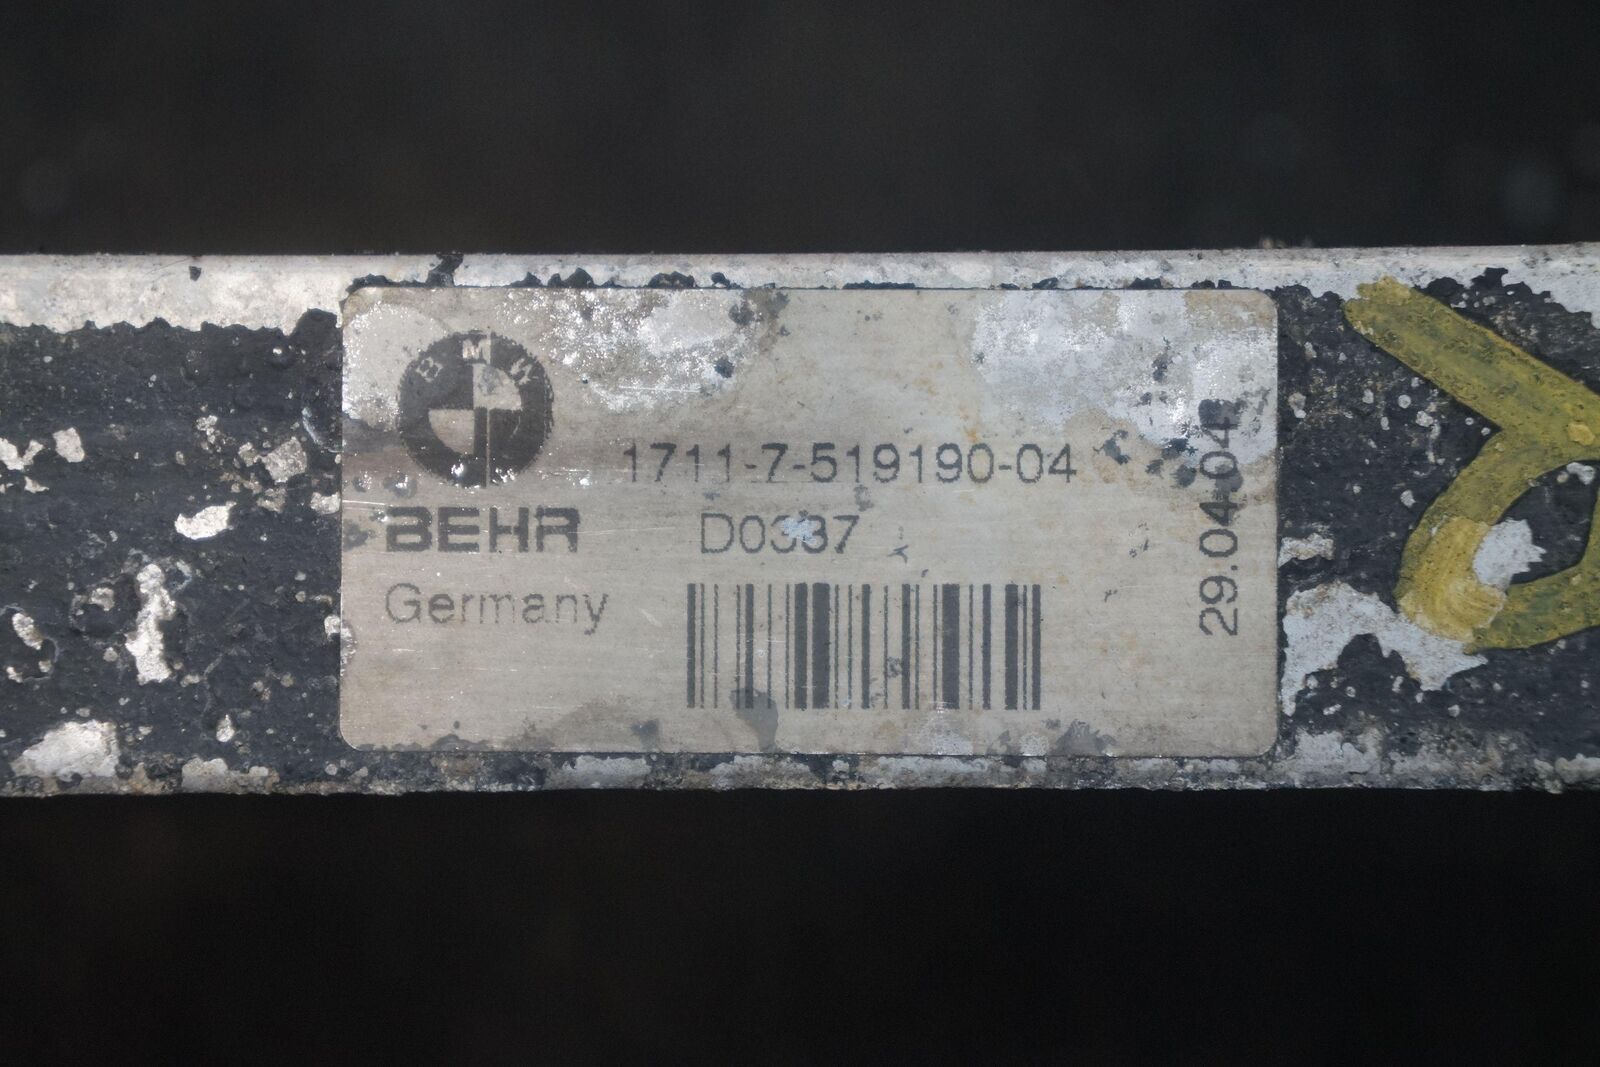 BMW
1711-7-519190-04
BEHR
D0337
Germany
29.04.04